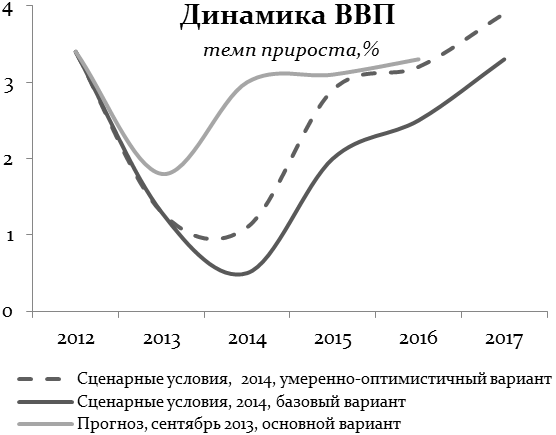 Динамика ВВП
темп прироста,%
4
3
2
1
0
2012 2013 2014 2015 2016 2017
Сценарные условия, 2014, умеренно-оптимистичный вариант
Сценарные условия, 2014, базовый вариант
Прогноз, сентябрь 2013, основной вариант